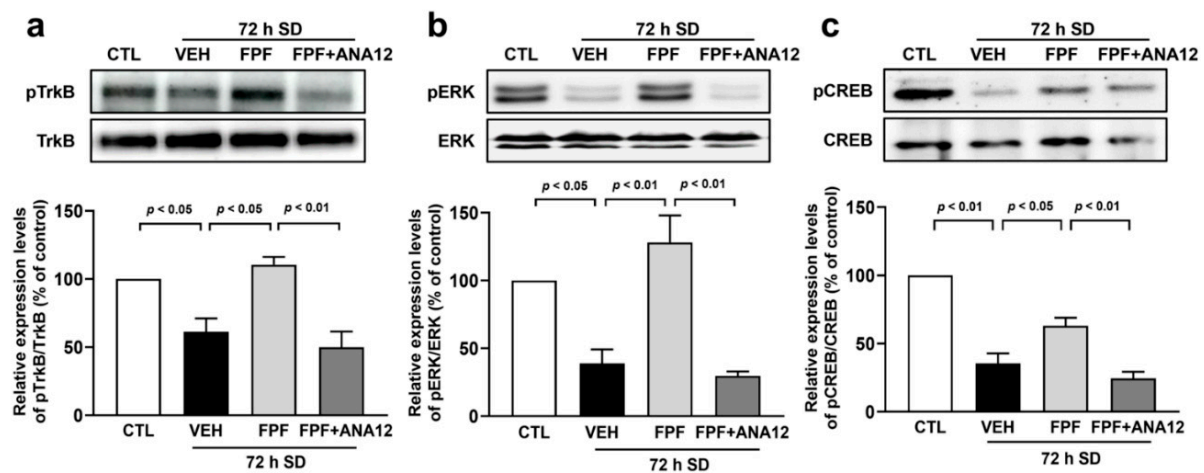 a
72 h SD
CTL VEH FPF FPF+ANA12
pTrkB
TrkB
p < 0.05 p < 0.05 p < 0.01
Relative expression levels
of pTrkB/TrkB (% of control)
150
100
50
0
CTL VEH FPF FPF+ANA12
72 h SD
b
72 h SD
CTL VEH FPF FPF+ANA12
pERK
ERK
p < 0.05 p < 0.01 p < 0.01
Relative expression levels
of pERK/ERK (% of control)
150
100
50
0
CTL VEH FPF FPF+ANA12
72 h SD
c
72 h SD
CTL VEH FPF FPF+ANA12
pCREB
CREB
p < 0.01 p < 0.05 p < 0.01
Relative expression levels
of pCREB/CREB (% of control)
150
100
50
0
CTL VEH FPF FPF+ANA12
72 h SD